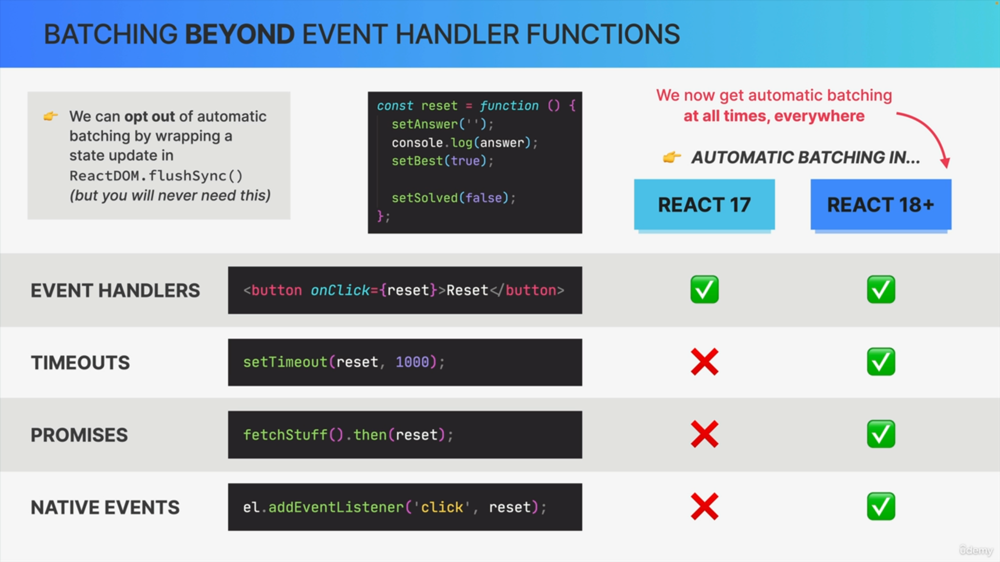 BATCHING BEYOND EVENT HANDLER FUNCTIONS
👉 We can opt out of automatic
batching by wrapping a
state update in
ReactDOM.flushSync()
(but you will never need this)
const reset = function () {
setAnswer('');
console.log(answer);
setBest(true);
setSolved(false);
};
We now get automatic batching
at all times, everywhere
👉 AUTOMATIC BATCHING IN...
REACT 17
REACT 18+
EVENT HANDLERS
<button onClick={reset}>Reset</button>
TIMEOUTS
setTimeout(reset, 1000);
PROMISES
fetchStuff().then(reset);
NATIVE EVENTS
el.addEventListener('click', reset);
ûdemy